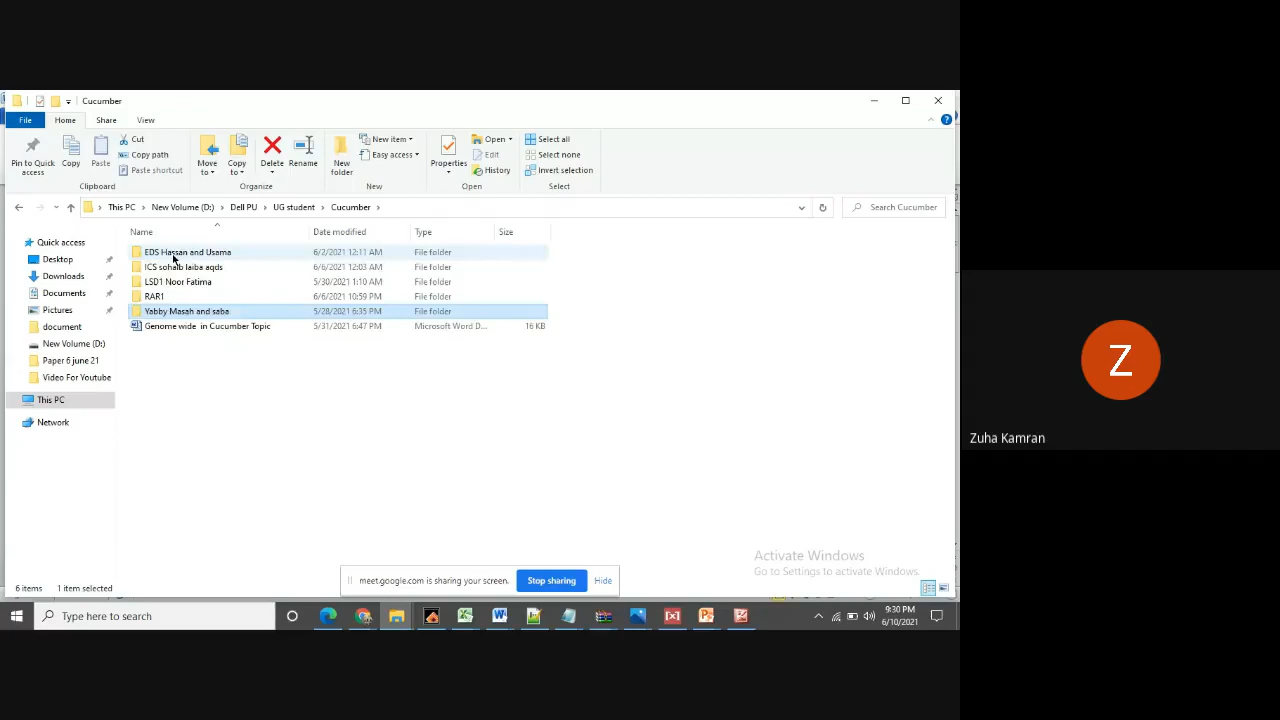 Cucumber
File Home Share View
Pin to Quick access
Copy
Paste
Cut
Copy path
Paste shortcut
Clipboard
Move to
Copy to
Delete
Rename
Organize
New folder
New item
Easy access
New
Properties
Open
Edit
History
Open
Select all
Select none
Invert selection
Select
This PC > New Volume (D:) > Dell PU > UG student > Cucumber >
Search Cucumber
Name Date modified Type Size
Quick access
Desktop
Downloads
Documents
Pictures
document
New Volume (D:)
Paper 6 june 21
Video For Youtube
This PC
Network
EDS Hassan and Usama 6/2/2021 12:11 AM File folder
ICS sohaib laiba aqds 6/6/2021 12:03 AM File folder
LSD1 Noor Fatima 5/30/2021 1:10 AM File folder
RAR1 6/6/2021 10:59 PM File folder
Yabby Masah and saba 5/28/2021 6:35 PM File folder
Genome wide in Cucumber Topic 5/31/2021 6:47 PM Microsoft Word D... 16 KB
Z
Zuha Kamran
Activate Windows
Go to Settings to activate Windows.
6 items 1 item selected
meet.google.com is sharing your screen. Stop sharing Hide
Type here to search
9:30 PM
6/10/2021